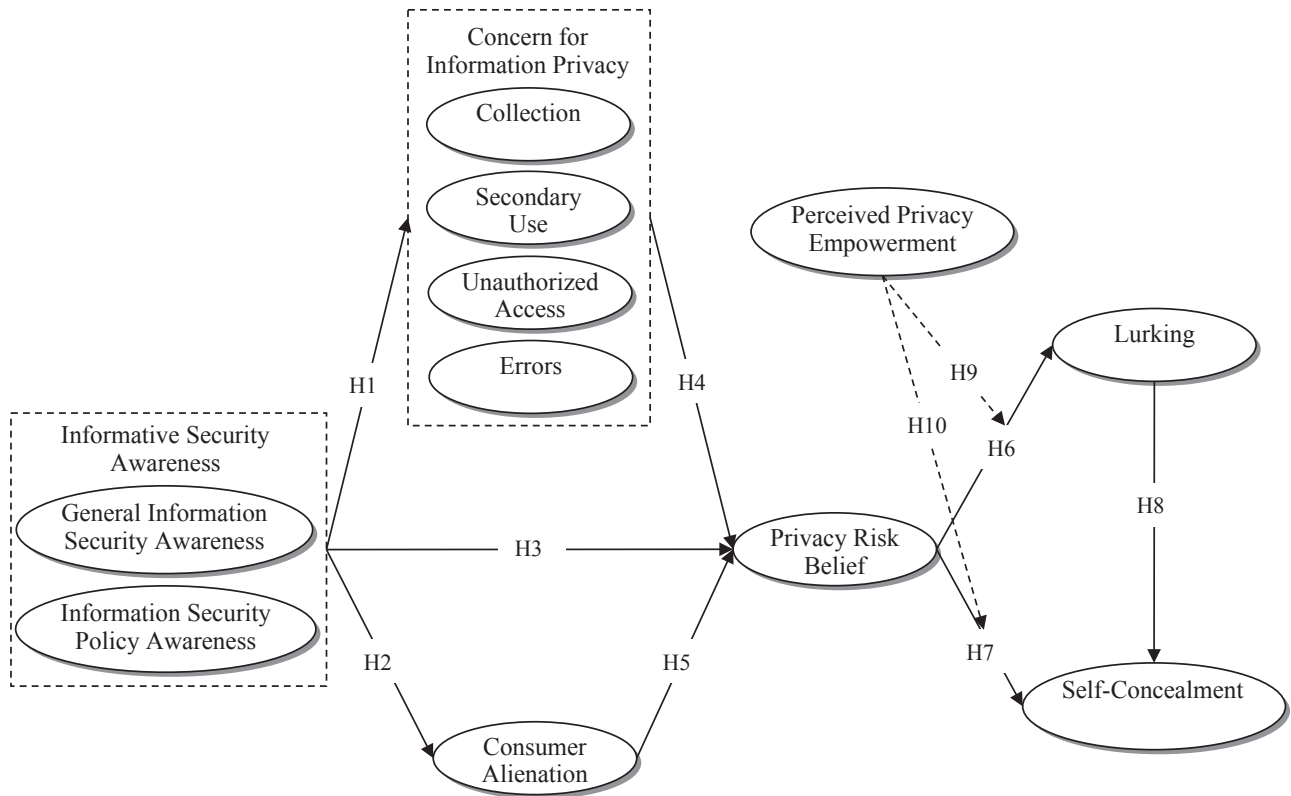 Concern for
Information Privacy
Collection
Secondary
Use
Unauthorized
Access
Errors
Perceived Privacy
Empowerment
Lurking
H1
H4
H9
H10
H6
Informative Security
Awareness
General Information
Security Awareness
Information Security
Policy Awareness
H3
Privacy Risk
Belief
H8
H2
H5
H7
Self-Concealment
Consumer
Alienation